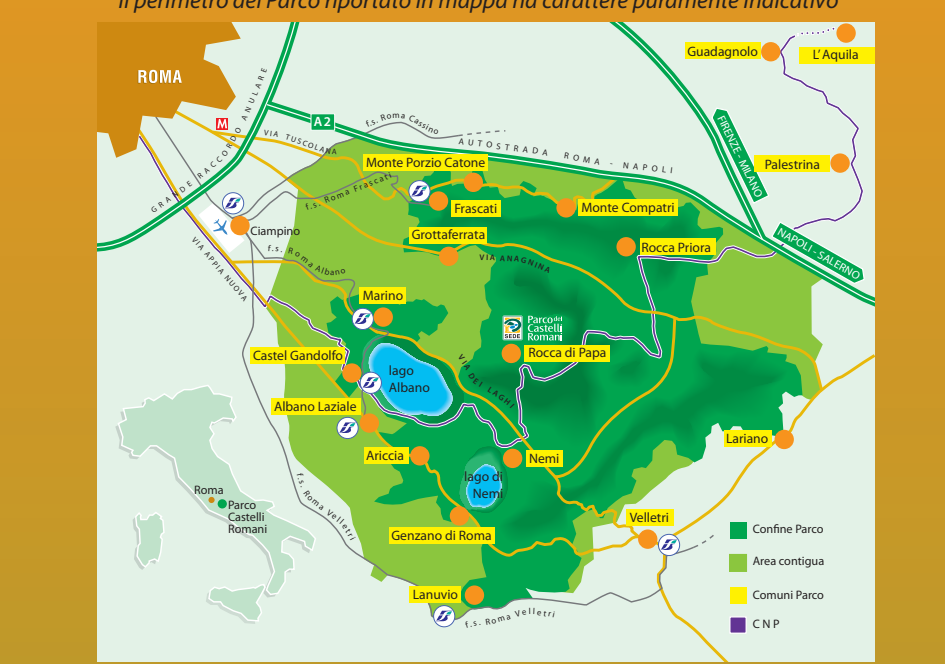 Il perimetro del Parco riportato in mappa ha carattere puramente indicativo
ROMA
GRANDE RACCORDO ANULARE
M
A2
VIA TUSCOLANA
f.s. Roma Cassino
AUTOSTRADA ROMA - NAPOLI
Guadagnolo
L'Aquila
FIRENZE - MILANO
Palestrina
NAPOLI - SALERNO
Monte Porzio Catone
f.s. Roma Frascati
Frascati
Monte Compatri
Ciampino
Grottaferrata
VIA ANAGNINA
Rocca Priora
VIA APPIA NUOVA
f.s. Roma Albano
Marino
SEDE
Parco dei
Castelli
Romani
Rocca di Papa
Castel Gandolfo
lago
Albano
VIA DEI LAGHI
Albano Laziale
Ariccia
Nemi
lago di
Nemi
Lariano
Genzano di Roma
Velletri
f.s. Roma Velletri
Lanuvio
f.s. Roma Velletri
Roma
Parco
Castelli
Romani
Confine Parco
Area contigua
Comuni Parco
CNP